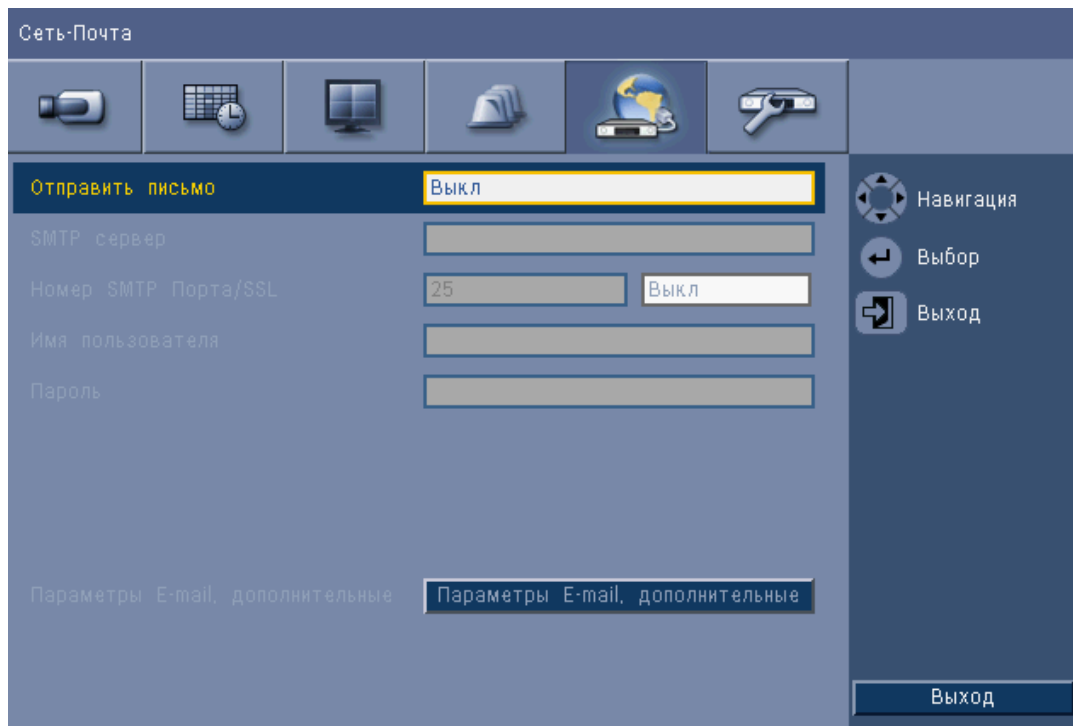 Сеть-Почта
Отправить письмо Выкл
SMTP сервер
Номер SMTP Порта/SSL 25 Выкл
Имя пользователя
Пароль
Параметры E-mail, дополнительные Параметры E-mail, дополнительные
Навигация
Выбор
Выход
Выход